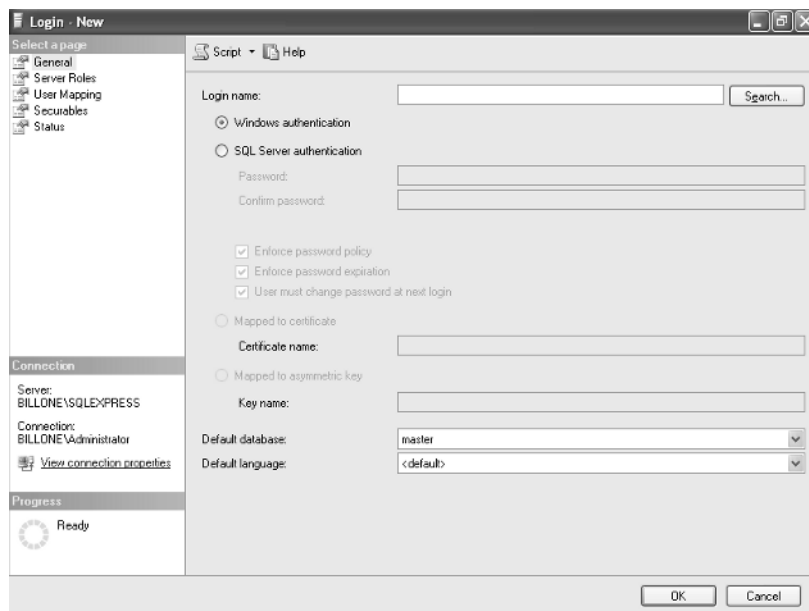 Login - New
Select a page
General
Server Roles
User Mapping
Securables
Status
Script Help
Login name: Search...
Windows authentication
SQL Server authentication
Password:
Confirm password:
Enforce password policy
Enforce password expiration
User must change password at next login
Mapped to certificate
Certificate name:
Mapped to asymmetric key
Key name:
Default database: master
Default language: <default>
Connection
Server:
BILLONE\SQLEXPRESS
Connection:
BILLONE\Administrator
View connection properties
Progress
Ready
OK Cancel